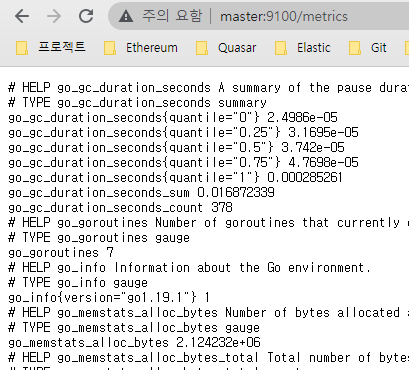 주의 요함 master:9100/metrics
프로젝트 Ethereum Quasar Elastic Git
# HELP go_gc_duration_seconds A summary of the pause
# TYPE go_gc_duration_seconds summary
go_gc_duration_seconds{quantile="0"} 2.4986e-05
go_gc_duration_seconds{quantile="0.25"} 3.1695e-05
go_gc_duration_seconds{quantile="0.5"} 3.742e-05
go_gc_duration_seconds{quantile="0.75"} 4.7698e-05
go_gc_duration_seconds{quantile="1"} 0.000285261
go_gc_duration_seconds_sum 0.016872339
go_gc_duration_seconds_count 378
# HELP go_goroutines Number of goroutines that currently
# TYPE go_goroutines gauge
go_goroutines 7
# HELP go_info Information about the Go environment.
# TYPE go_info gauge
go_info{version="go1.19.1"} 1
# HELP go_memstats_alloc_bytes Number of bytes allocated
# TYPE go_memstats_alloc_bytes gauge
go_memstats_alloc_bytes 2.124232e+06
# HELP go_memstats_alloc_bytes_total Total number of bytes